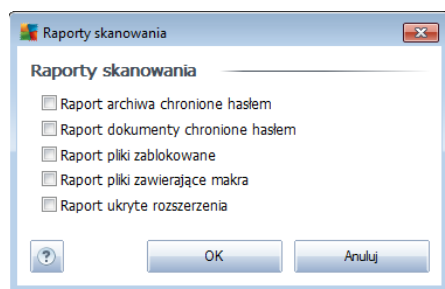 Raporty skanowania
Raporty skanowania
Raport archiwa chronione hasłem
Raport dokumenty chronione hasłem
Raport pliki zablokowane
Raport pliki zawierające makra
Raport ukryte rozszerzenia
? OK Anuluj